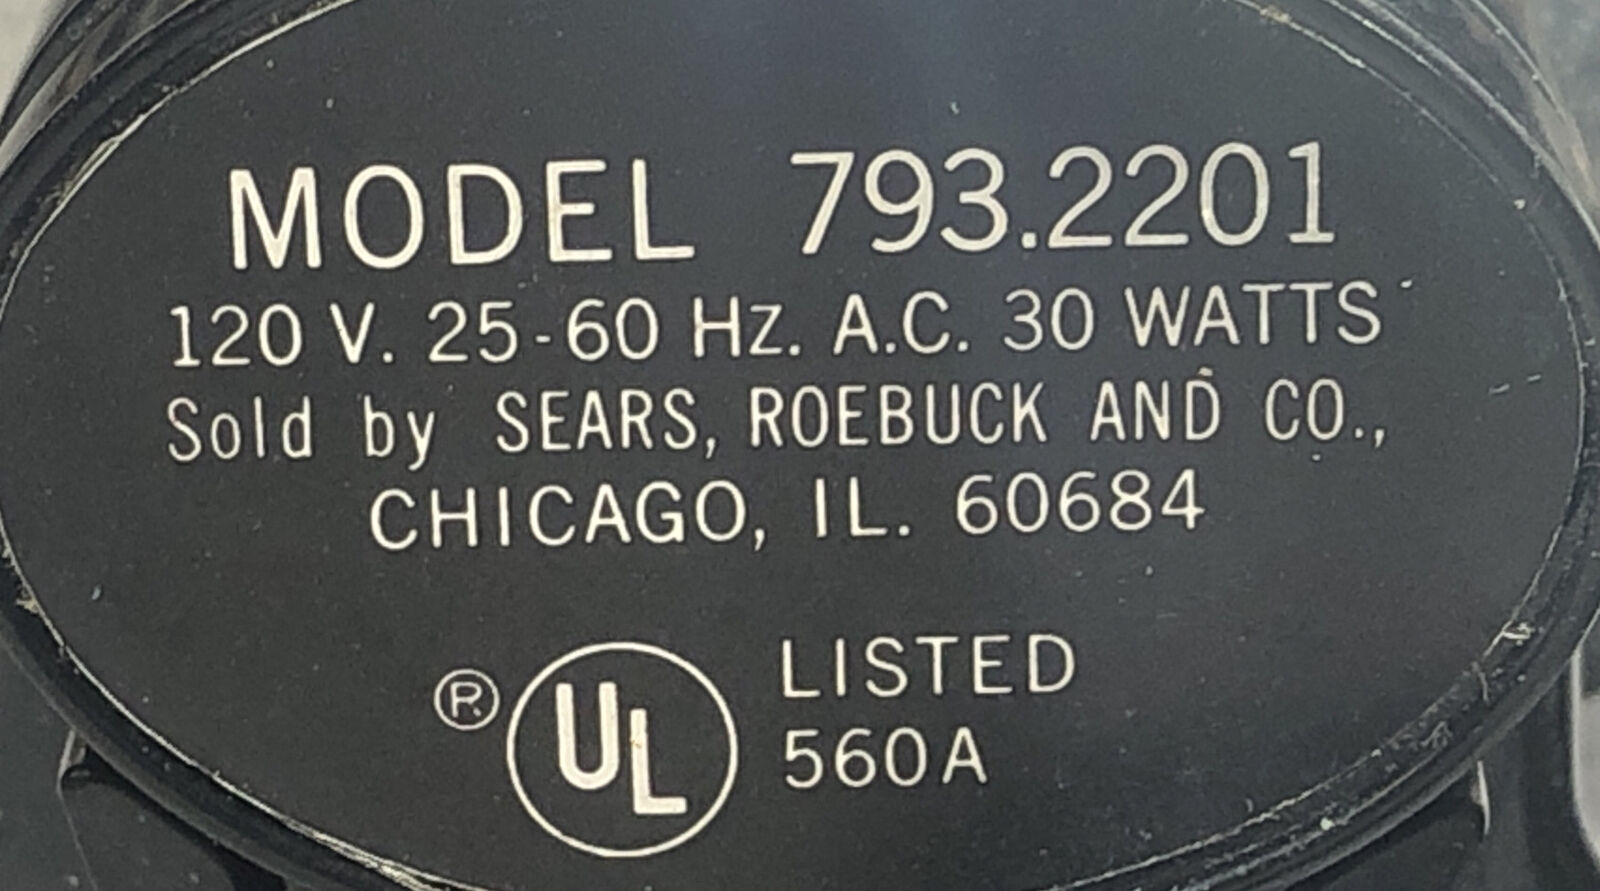 MODEL 793.2201
120 V. 25-60 Hz. A.C. 30 WATTS
Sold by SEARS, ROEBUCK AND CO.,
CHICAGO, IL. 60684
® UL LISTED
560A